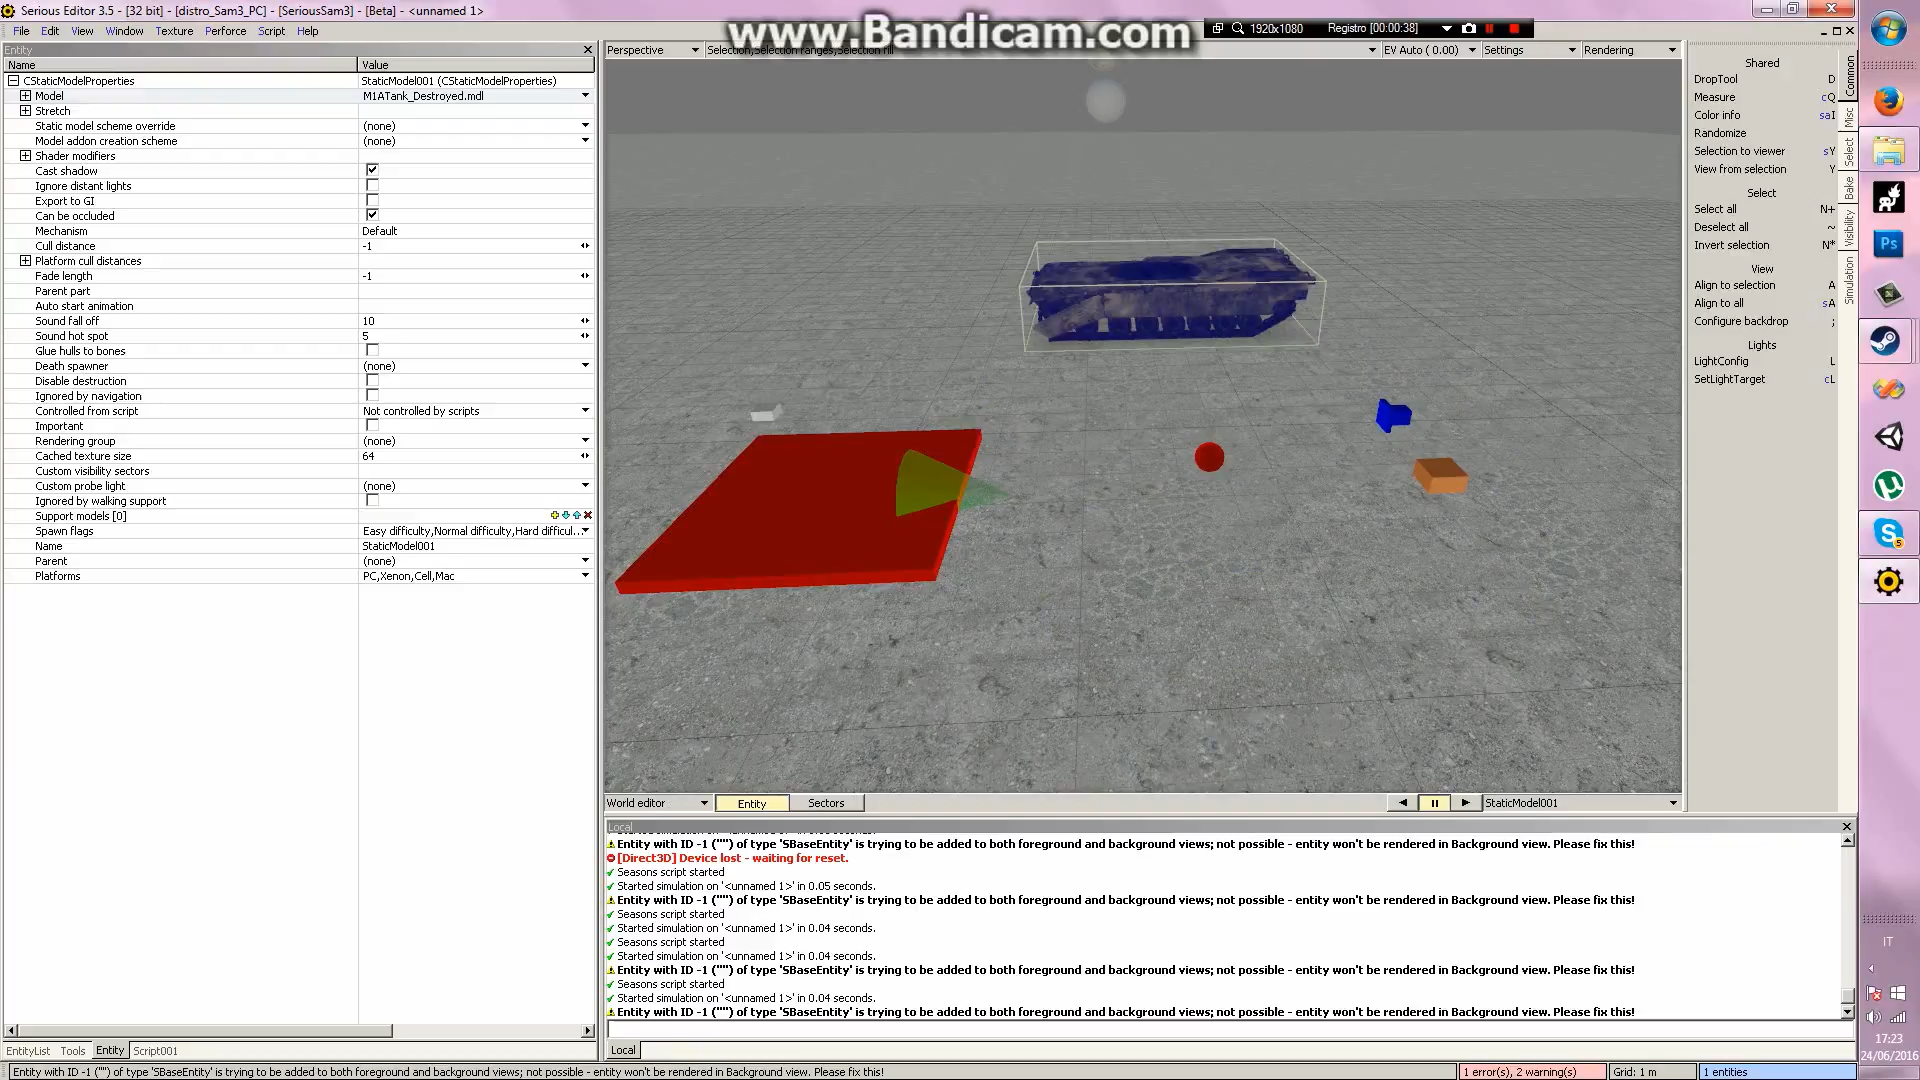 Serious Editor 3.5 - [32 bit] - [distro_Sam3_PC] - [SeriousSam3] - [Beta] - <unnamed 1>
www.Bandicam.com
1920x1080
Registro [00:00:38]
File Edit View Window Texture Perforce Script Help
Entity
Name Value
CStaticModelProperties StaticModel001 (CStaticModelProperties)
Model M1ATank_Destroyed.mdl
Stretch
Static model scheme override (none)
Model addon creation scheme (none)
Shader modifiers
Cast shadow
Ignore distant lights
Export to GI
Can be occluded
Mechanism Default
Cull distance -1
Platform cull distances
Fade length -1
Parent part
Auto start animation
Sound fall off 10
Sound hot spot 5
Glue hulls to bones
Death spawner (none)
Disable destruction
Ignored by navigation
Controlled from script Not controlled by scripts
Important
Rendering group (none)
Cached texture size 64
Custom visibility sectors
Custom probe light (none)
Ignored by walking support
Support models [0]
Spawn flags Easy difficulty,Normal difficulty,Hard difficul...
Name StaticModel001
Parent (none)
Platforms PC,Xenon,Cell,Mac
EntityList Tools Entity Script001
Perspective
Selection,Selection ranges,Selection fill
EV Auto ( 0.00)
Settings
Rendering
Shared
DropTool D
Measure cQ
Color info saI
Randomize
Selection to viewer sY
View from selection Y
Select
Select all N+
Deselect all ~
Invert selection N*
View
Align to selection A
Align to all sA
Configure backdrop ;
Lights
LightConfig L
SetLightTarget cL
Common
Misc
Select
Bake
Visibility
Simulation
World editor Entity Sectors
StaticModel001
Local
Entity with ID -1 ("") of type 'SBaseEntity' is trying to be added to both foreground and background views; not possible - entity won't be rendered in Background view. Please fix this!
[Direct3D] Device lost - waiting for reset.
Seasons script started
Started simulation on '<unnamed 1>' in 0.05 seconds.
Entity with ID -1 ("") of type 'SBaseEntity' is trying to be added to both foreground and background views; not possible - entity won't be rendered in Background view. Please fix this!
Seasons script started
Started simulation on '<unnamed 1>' in 0.04 seconds.
Seasons script started
Started simulation on '<unnamed 1>' in 0.04 seconds.
Entity with ID -1 ("") of type 'SBaseEntity' is trying to be added to both foreground and background views; not possible - entity won't be rendered in Background view. Please fix this!
Seasons script started
Started simulation on '<unnamed 1>' in 0.04 seconds.
Entity with ID -1 ("") of type 'SBaseEntity' is trying to be added to both foreground and background views; not possible - entity won't be rendered in Background view. Please fix this!
Local
Entity with ID -1 ("") of type 'SBaseEntity' is trying to be added to both foreground and background views; not possible - entity won't be rendered in Background view. Please fix this!
1 error(s), 2 warning(s)
Grid: 1 m
1 entities
Ps
S
5
IT
17:23
24/06/2016